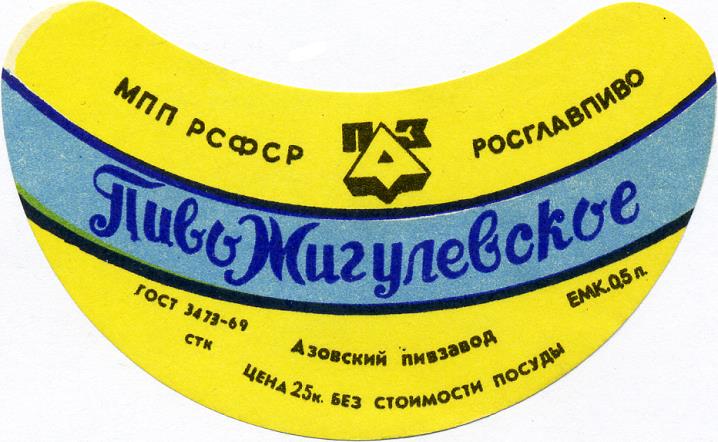 МПП РСФСР
ПАЗ
РОСГЛАВПИВО
Пиво Жигулевское
ГОСТ 3473-69
СТК
Азовский пивзавод
ЕМК. 0,5 л.
ЦЕНА 25к. БЕЗ СТОИМОСТИ ПОСУДЫ